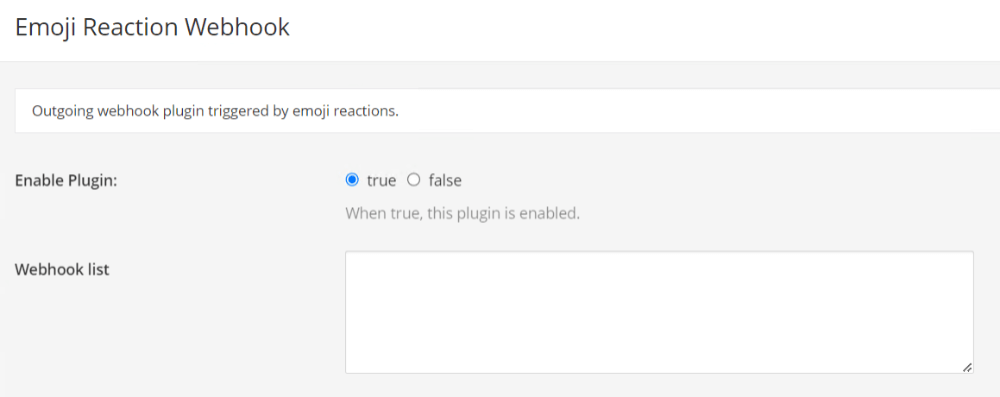 Emoji Reaction Webhook
Outgoing webhook plugin triggered by emoji reactions.
Enable Plugin: true false
When true, this plugin is enabled.
Webhook list